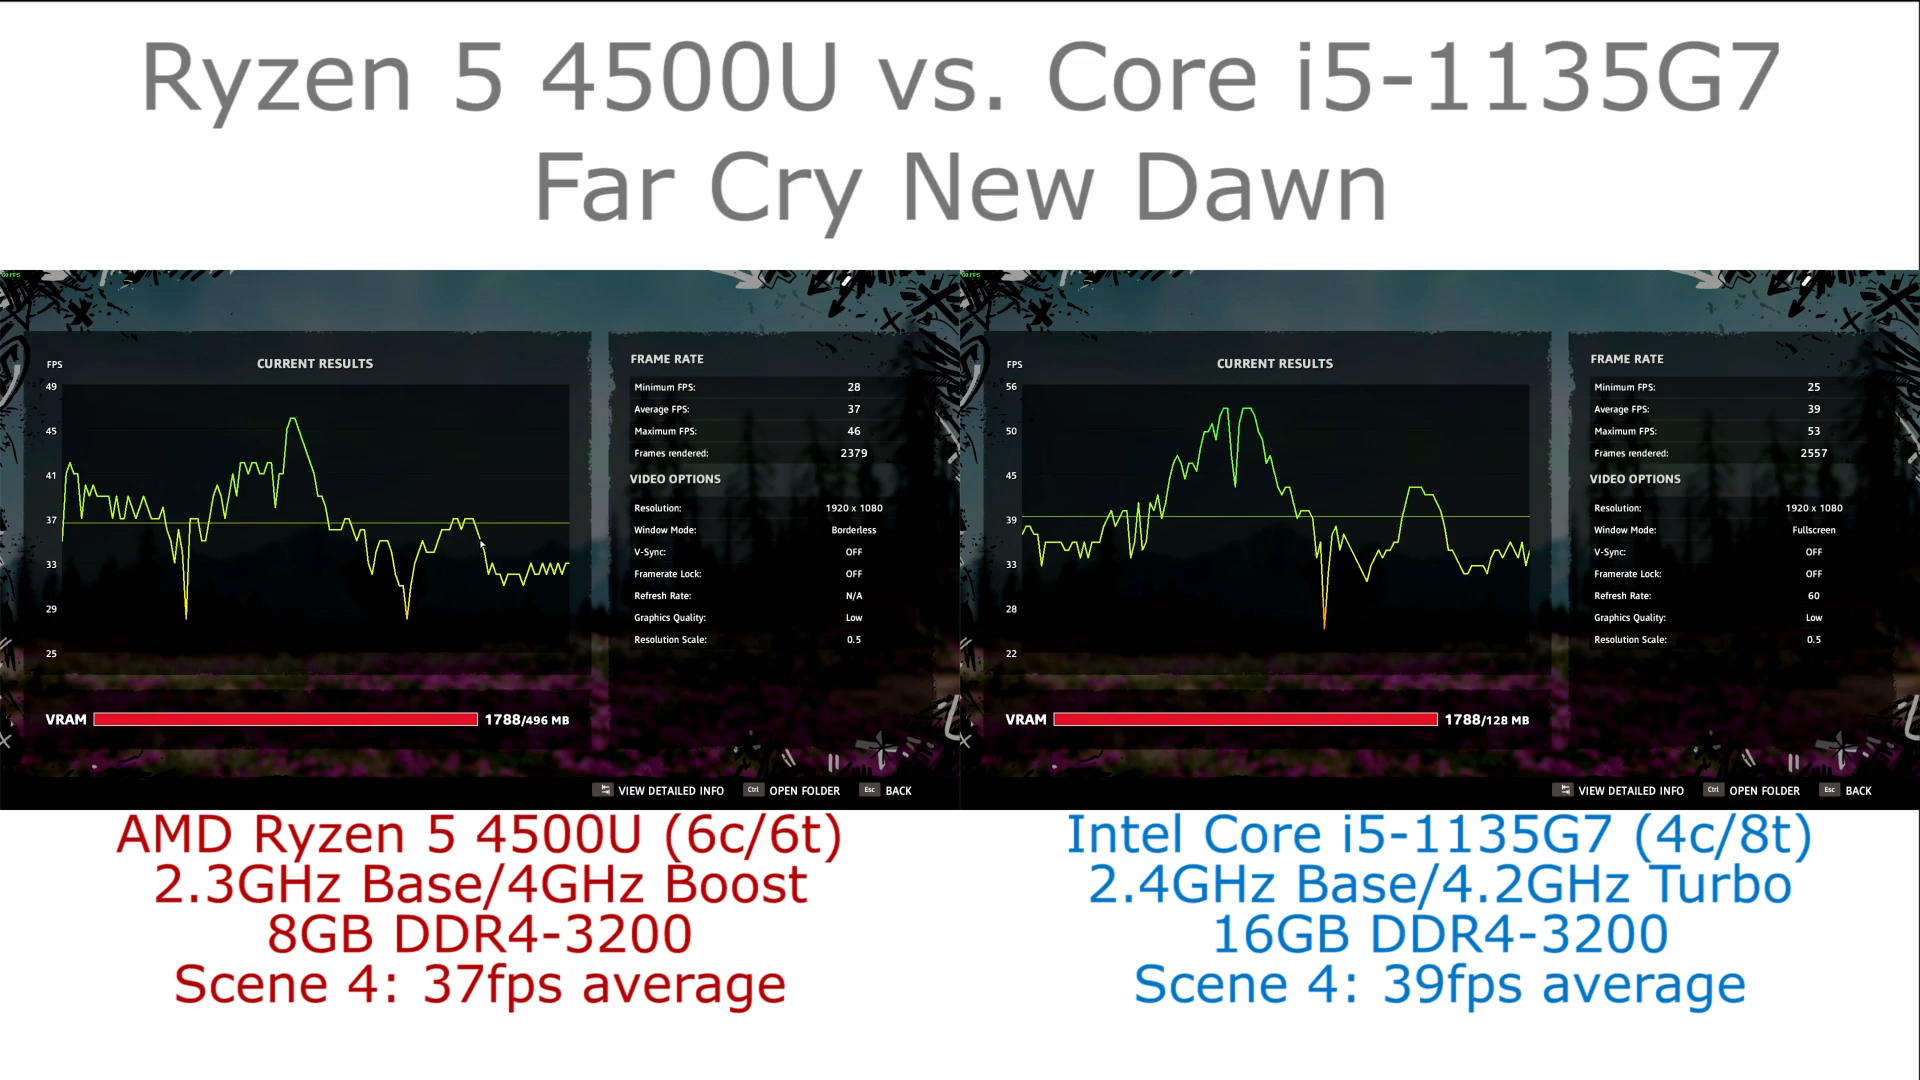 Ryzen 5 4500U vs. Core i5-1135G7
Far Cry New Dawn
60 FPS
FPS
CURRENT RESULTS
49
45
41
37
33
29
25
VRAM
1788/496 MB
FRAME RATE
Minimum FPS: 28
Average FPS: 37
Maximum FPS: 46
Frames rendered: 2379
VIDEO OPTIONS
Resolution: 1920 x 1080
Window Mode: Borderless
V-Sync: OFF
Framerate Lock: OFF
Refresh Rate: N/A
Graphics Quality: Low
Resolution Scale: 0.5
VIEW DETAILED INFO Ctrl OPEN FOLDER Esc BACK
60 FPS
FPS
CURRENT RESULTS
56
50
45
39
33
28
22
VRAM
1788/128 MB
FRAME RATE
Minimum FPS: 25
Average FPS: 39
Maximum FPS: 53
Frames rendered: 2557
VIDEO OPTIONS
Resolution: 1920 x 1080
Window Mode: Fullscreen
V-Sync: OFF
Framerate Lock: OFF
Refresh Rate: 60
Graphics Quality: Low
Resolution Scale: 0.5
VIEW DETAILED INFO Ctrl OPEN FOLDER Esc BACK
AMD Ryzen 5 4500U (6c/6t)
2.3GHz Base/4GHz Boost
8GB DDR4-3200
Scene 4: 37fps average
Intel Core i5-1135G7 (4c/8t)
2.4GHz Base/4.2GHz Turbo
16GB DDR4-3200
Scene 4: 39fps average